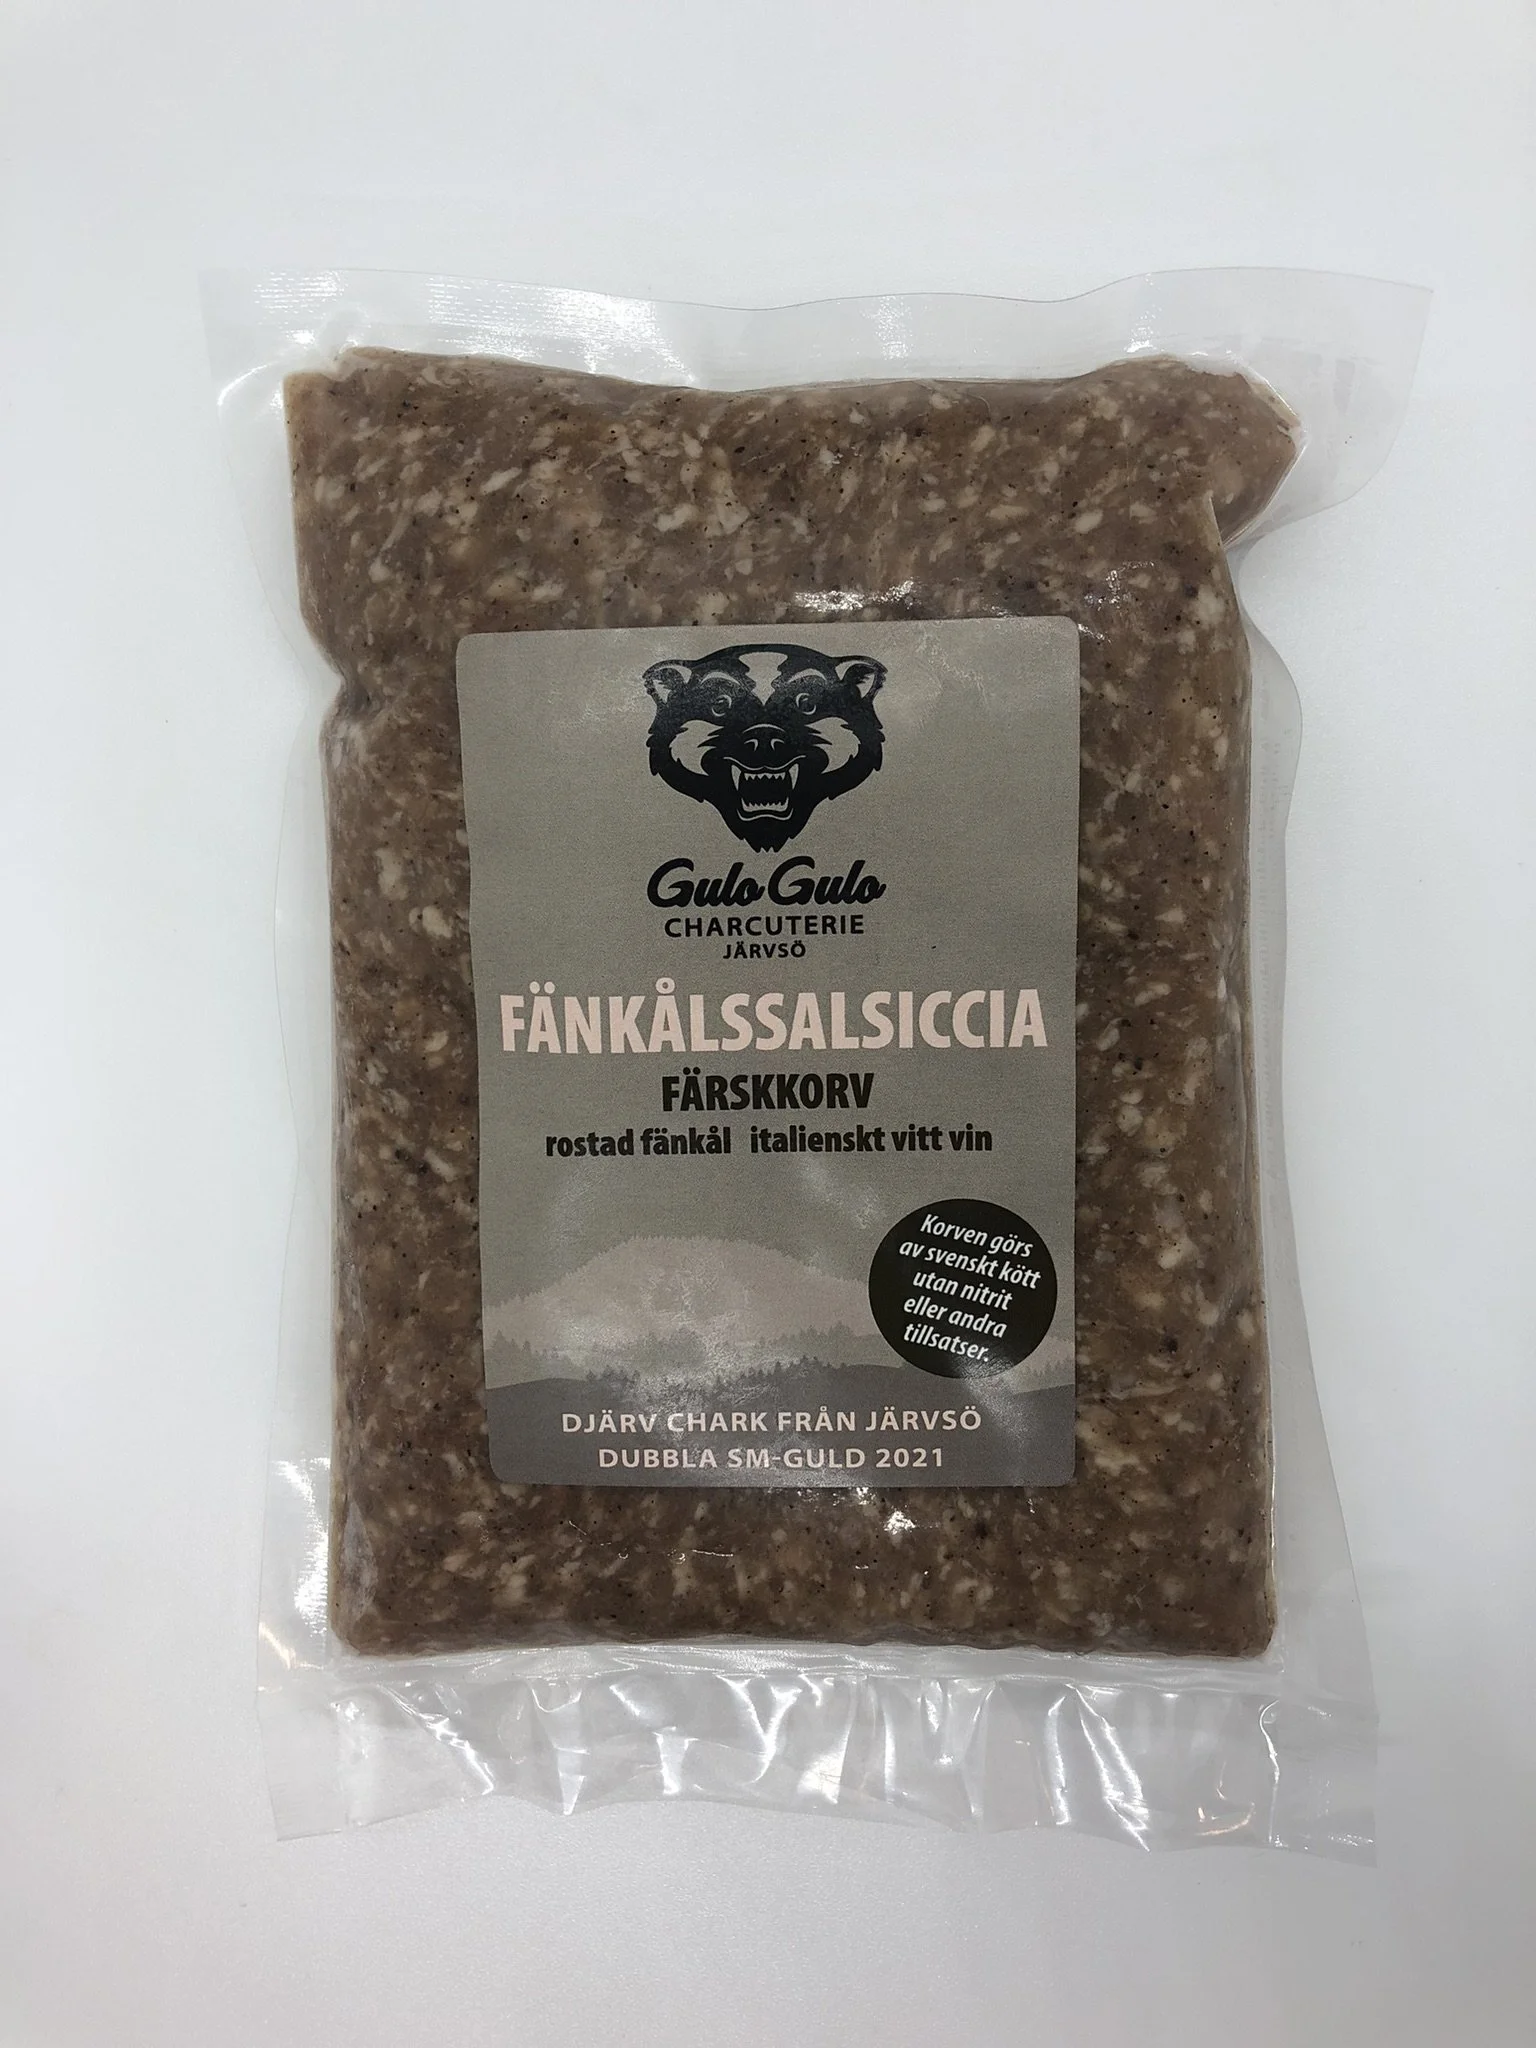 Gulo Gulo
CHARCUTERIE
JÄRVSÖ
FÄNKÅLSSALSICCIA
FÄRSKKORV
rostad fänkål italienskt vitt vin
Korven görs
av svenskt kött
utan nitrit
eller andra
tillsatser.
DJÄRV CHARK FRÅN JÄRVSÖ
DUBBLA SM-GULD 2021